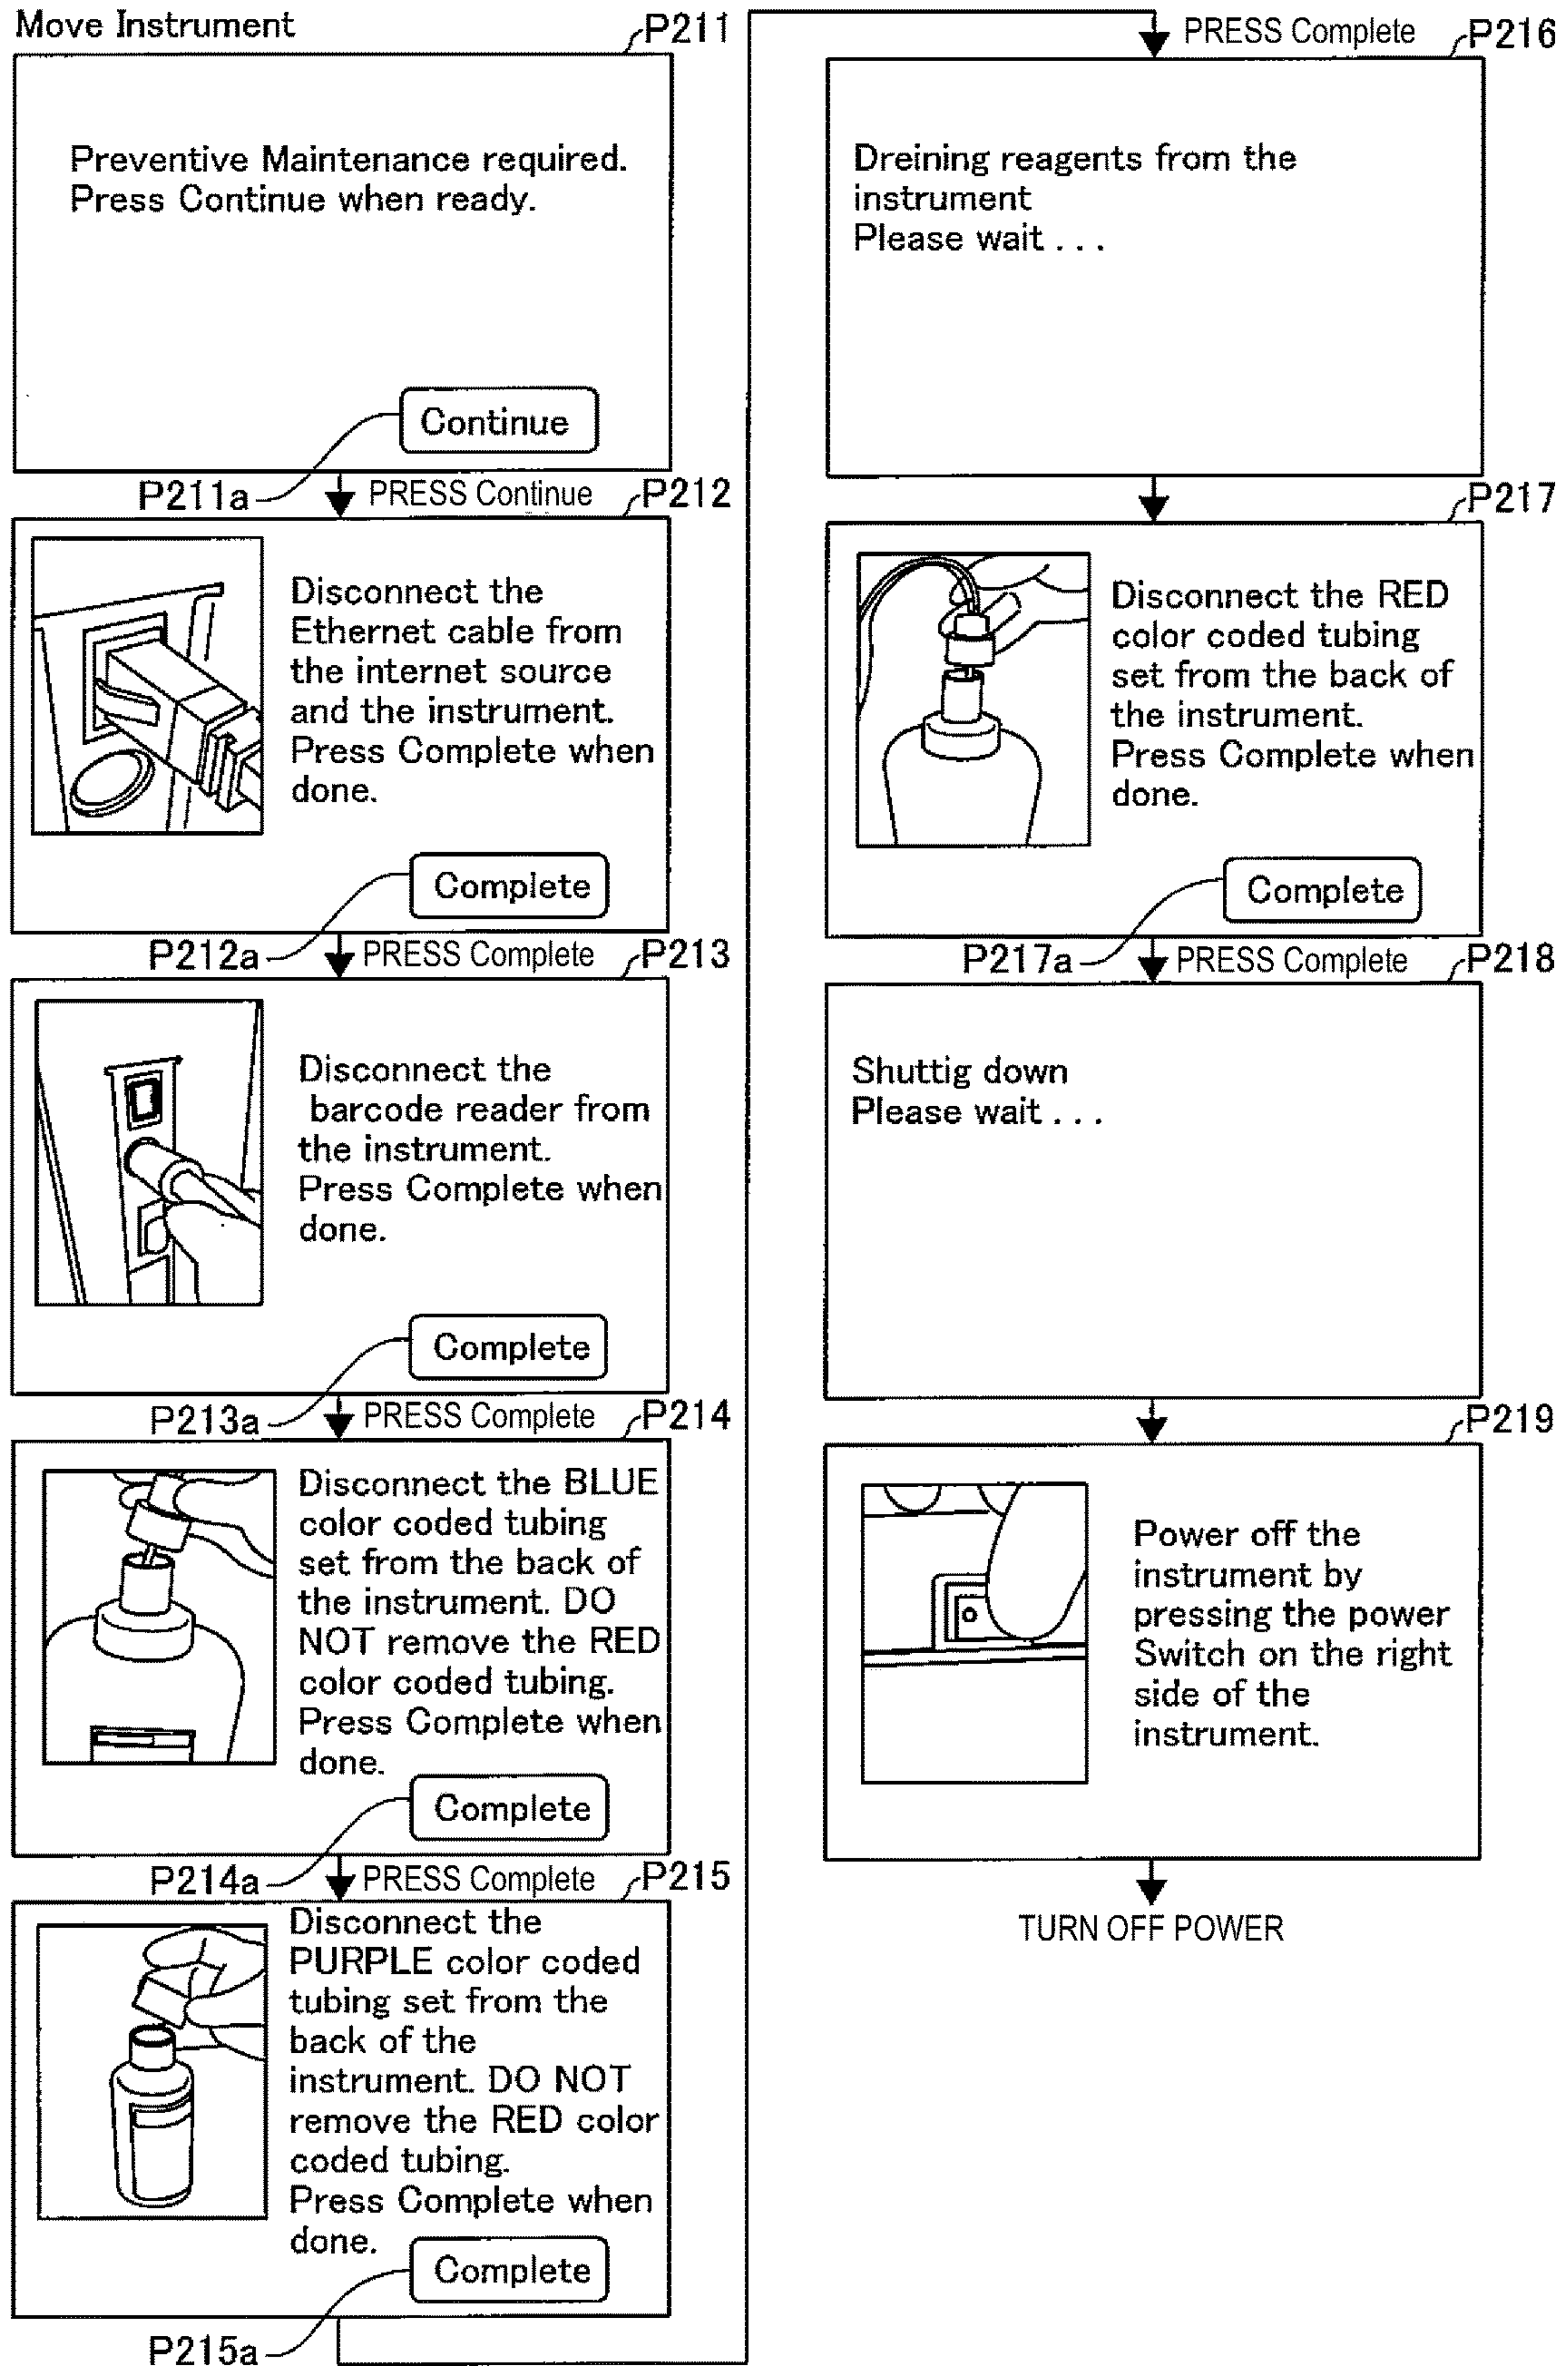 Move Instrument
P211
Preventive Maintenance required.
Press Continue when ready.
Continue
P211a
PRESS Continue
P212
Disconnect the
Ethernet cable from
the internet source
and the instrument.
Press Complete when
done.
Complete
P212a
PRESS Complete
P213
Disconnect the
barcode reader from
the instrument.
Press Complete when
done.
Complete
P213a
PRESS Complete
P214
Disconnect the BLUE
color coded tubing
set from the back of
the instrument. DO
NOT remove the RED
color coded tubing.
Press Complete when
done.
Complete
P214a
PRESS Complete
P215
Disconnect the
PURPLE color coded
tubing set from the
back of the
instrument. DO NOT
remove the RED color
coded tubing.
Press Complete when
done.
Complete
P215a
PRESS Complete
P216
Dreining reagents from the
instrument
Please wait . . .
P217
Disconnect the RED
color coded tubing
set from the back of
the instrument.
Press Complete when
done.
Complete
P217a
PRESS Complete
P218
Shuttig down
Please wait . . .
P219
Power off the
instrument by
pressing the power
Switch on the right
side of the
instrument.
TURN OFF POWER